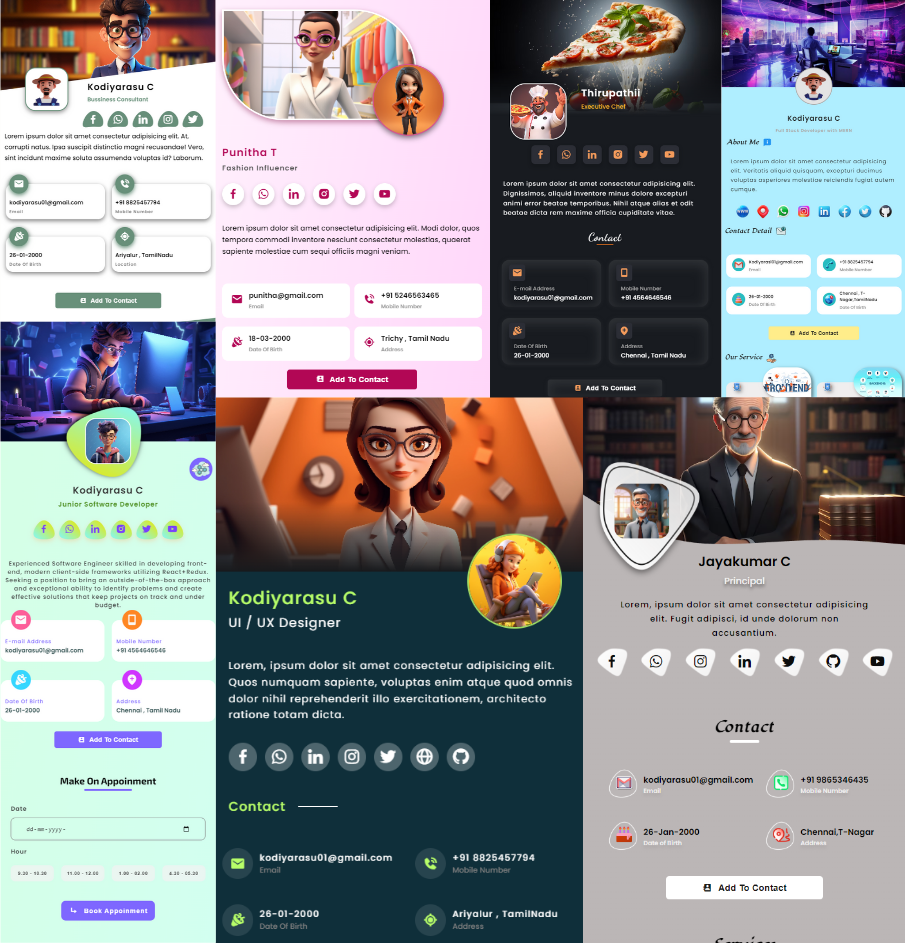 Kodiyarasu C
Bussiness Consultant
Lorem ipsum dolor sit amet consectetur adipisicing elit. At,
corrupti natus. Ipsa suscipit distinctio magni recusandae! Vero,
sint incidunt maxime soluta assumenda voluptas id? Laborum.
kodiyarasu01@gmail.com
Email
+91 8825457794
Mobile Number
26-01-2000
Date Of Birth
Ariyalur , TamilNadu
Location
Add To Contact
Punitha T
Fashion Influencer
Lorem ipsum dolor sit amet consectetur adipisicing elit. Modi dolor, quos
tempora commodi inventore nesciunt consectetur molestias, quaerat
sapiente molestiae cum sequi officiis magni veniam.
punitha@gmail.com
Email
+91 5246563465
Mobile Number
18-03-2000
Date Of Birth
Trichy , Tamil Nadu
Address
Add To Contact
Thirupathii
Executive Chef
Lorem ipsum dolor sit amet consectetur adipisicing elit.
Dignissimos, aliquid inventore possimus dolores excepturi
animi error beatae temporibus. Nihil atque alias et odit
beatae dicta rem maxime officia cupiditate vitae.
Contact
E-mail Address
kodiyarasu01@gmail.com
Mobile Number
+91 4564646546
Date Of Birth
26-01-2000
Address
Chennai , Tamil Nadu
Add To Contact
Kodiyarasu C
Full Stack Developer with MERN
About Me
Lorem ipsum dolor sit amet consectetur adipisicing
elit. Veritatis aliquid quisquam, excepturi ducimus
voluptas asperiores molestiae reiciendis fugiat autem
cumque.
Contact Detail
Kodiyarasu01@gmail.com
Email
+91 8825457794
Mobile Number
26-01-2000
Date Of Birth
Chennai , T-
Nagar,TamilNadu
Address
Add To Contact
Our Service
FRONTEND
Kodiyarasu C
Junior Software Developer
Experienced Software Engineer skilled in developing front-
end, modern client-side frameworks utilizing React+Redux.
Seeking a position to bring an outside-of-the-box approach
and exceptional ability to identify problems and create
effective solutions that keep projects on track and under
budget.
E-mail Address
kodiyarasu01@gmail.com
Mobile Number
+91 4564646546
Date Of Birth
26-01-2000
Address
Chennai , Tamil Nadu
Add To Contact
Make On Appoinment
Date
dd-mm-yyyy-
Hour
11.00 - 12.00
Book Appoinment
Kodiyarasu C
UI / UX Designer
Lorem, ipsum dolor sit amet consectetur adipisicing elit.
Quos numquam sapiente, voluptas enim atque quod omnis
dolor nihil reprehenderit illo exercitationem, architecto
ratione totam dicta.
Contact
kodiyarasu01@gmail.com
Email
+91 8825457794
Mobile Number
26-01-2000
Date Of Birth
Ariyalur , TamilNadu
Address
Jayakumar C
Principal
Lorem ipsum dolor sit, amet consectetur adipisicing
elit. Fugit adipisci, id unde dolorum non
accusantium.
Contact
kodiyarasu01@gmail.com
Email
+91 9865346435
Mobile Number
26-Jan-2000
Date of Birth
Chennai,T-Nagar
Address
Add To Contact